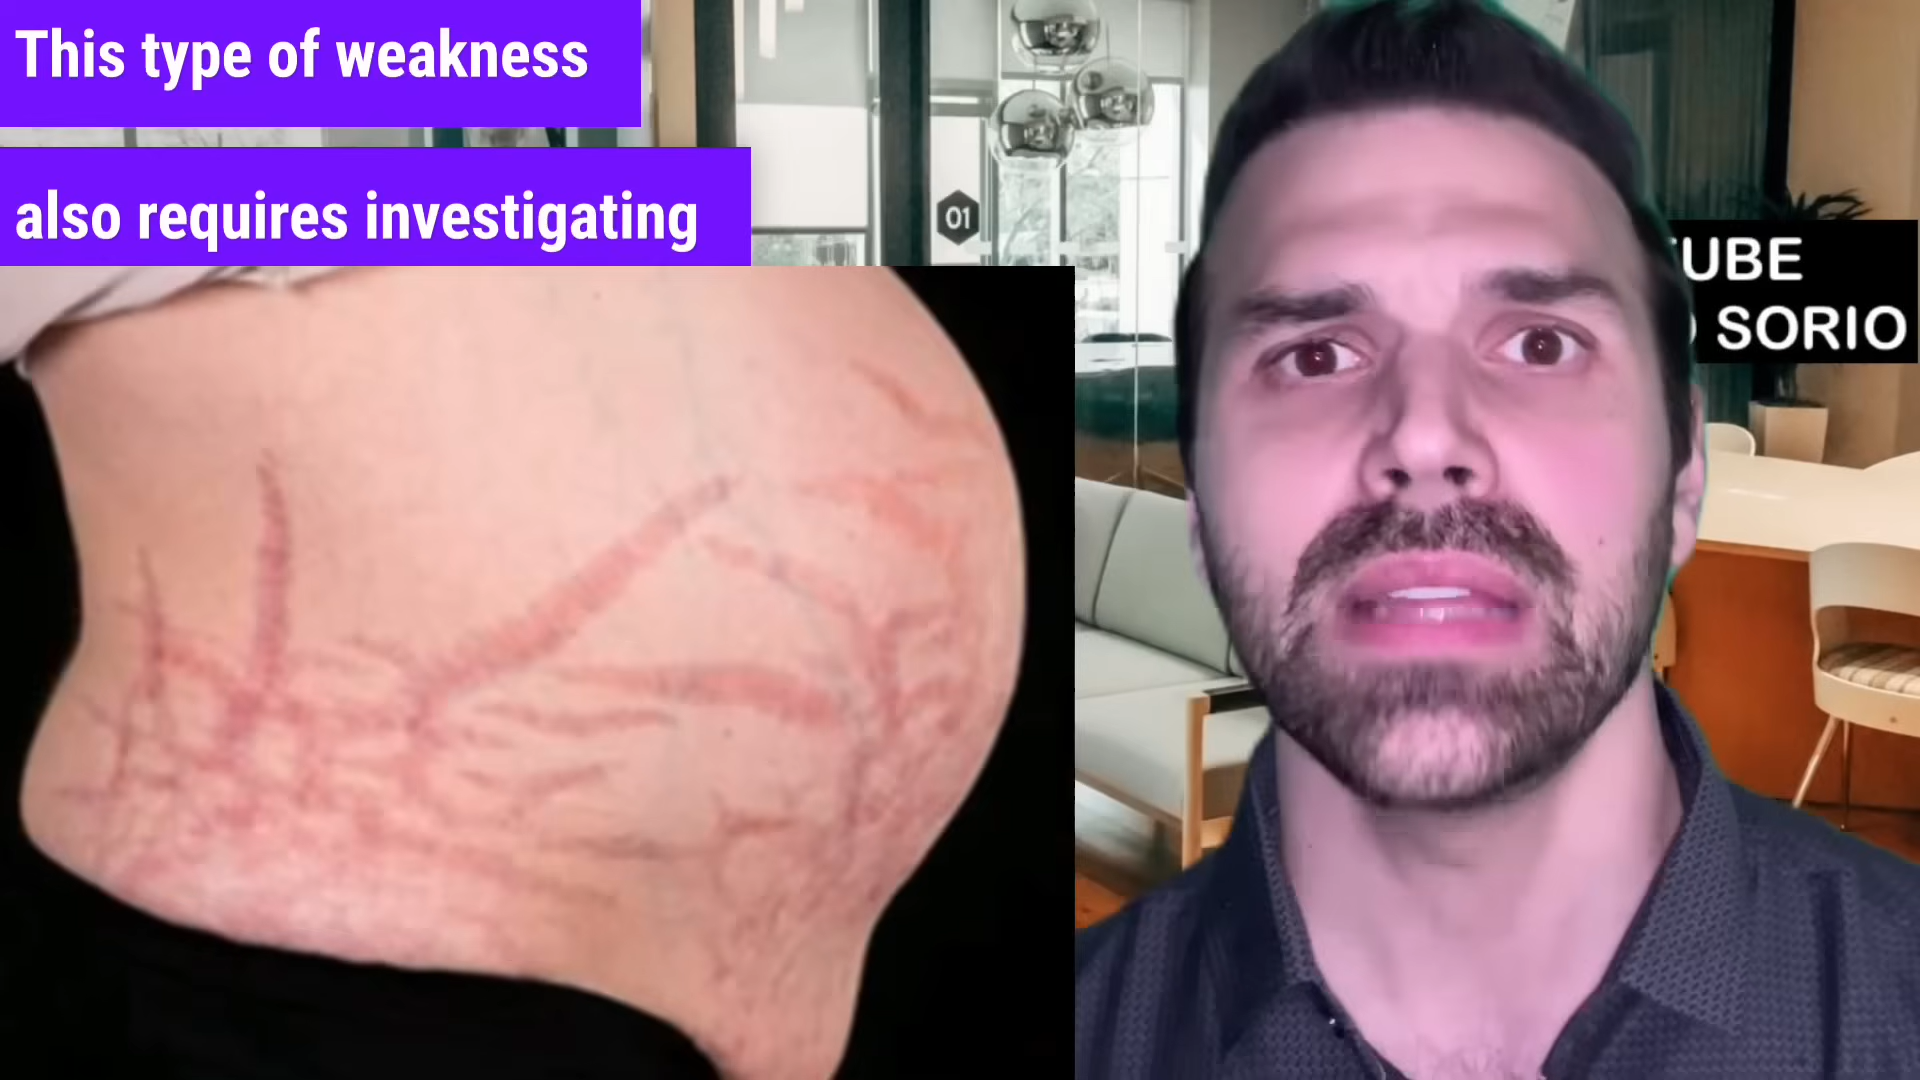 This type of weakness
also requires investigating
01
UBE
SORIO